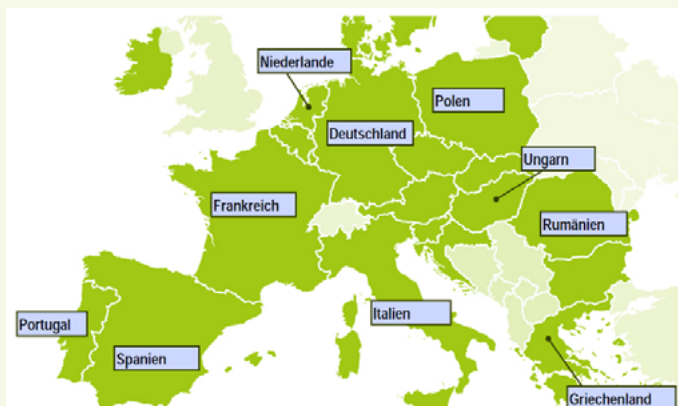 Niederlande
Polen
Deutschland
Ungarn
Frankreich
Rumänien
Italien
Portugal
Spanien
Griechenland